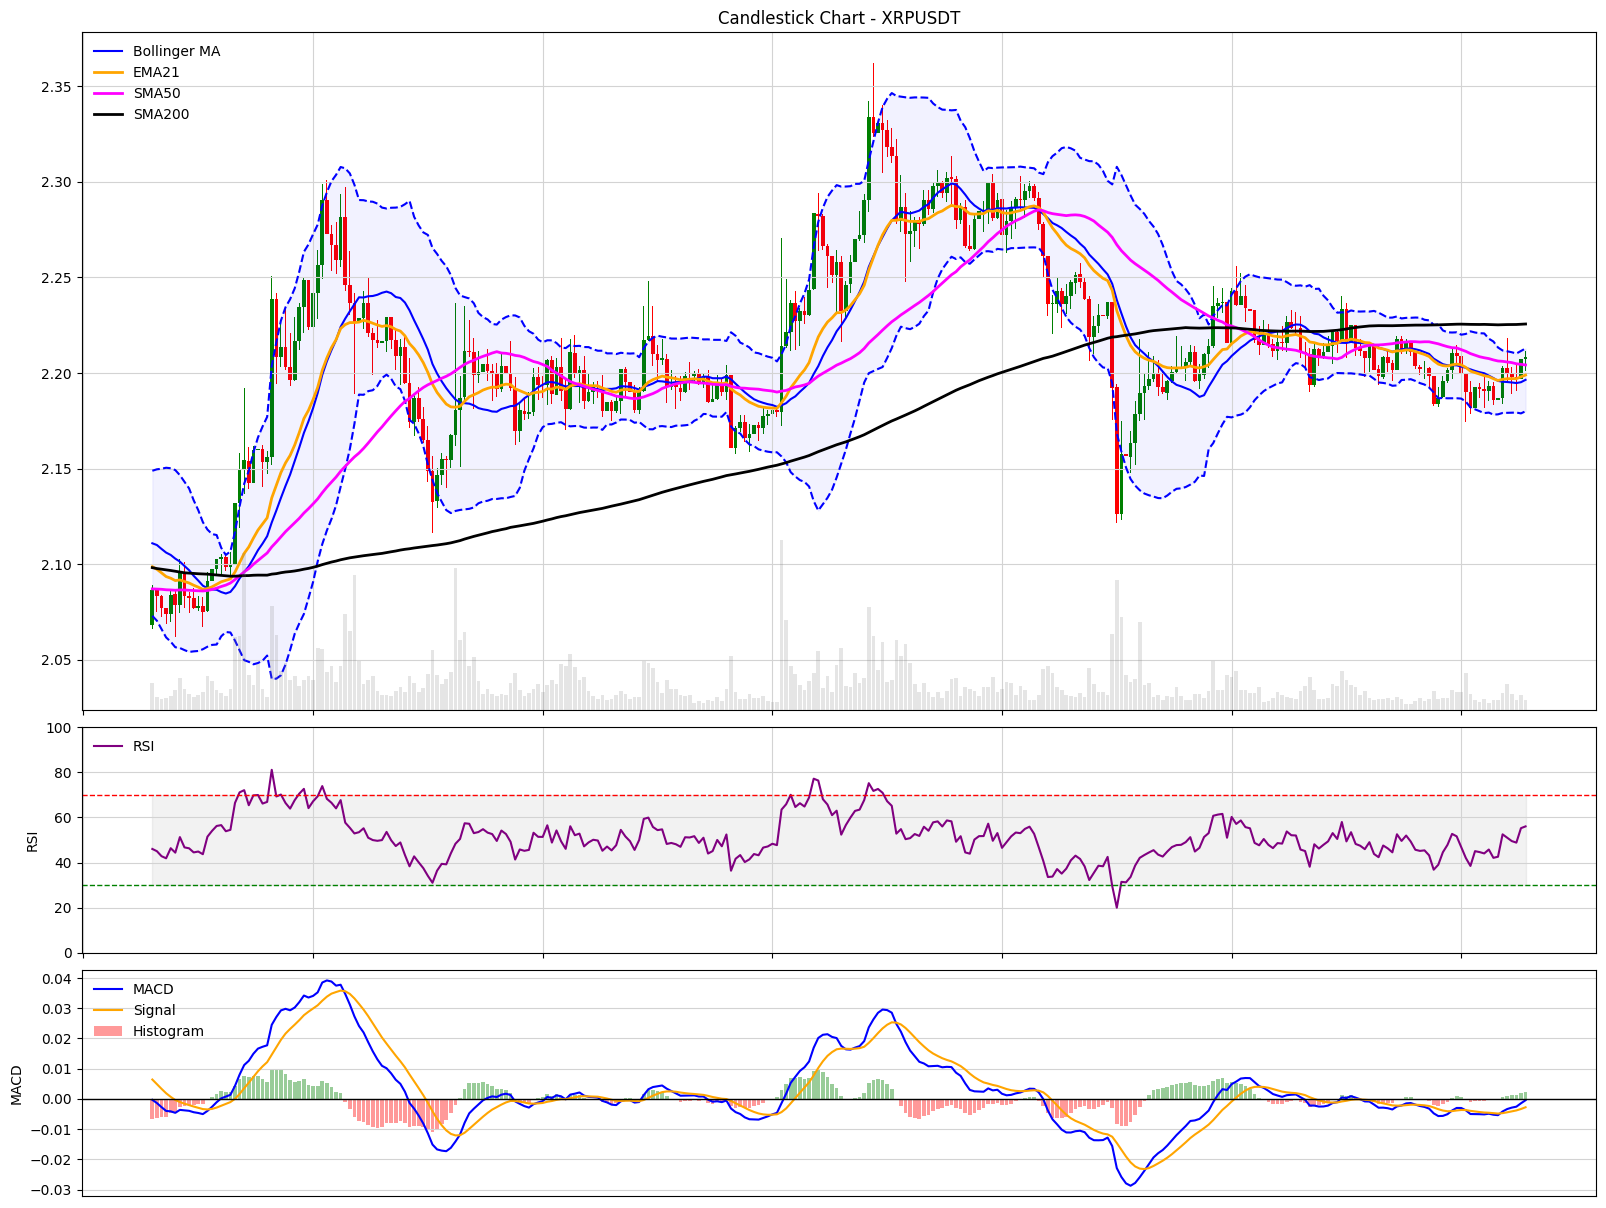 Candlestick Chart - XRPUSDT
Bollinger MA
EMA21
SMA50
SMA200
2.35
2.30
2.25
2.20
2.15
2.10
2.05
RSI
RSI
100
80
60
40
20
0
MACD
Signal
Histogram
MACD
0.04
0.03
0.02
0.01
0.00
−0.01
−0.02
−0.03